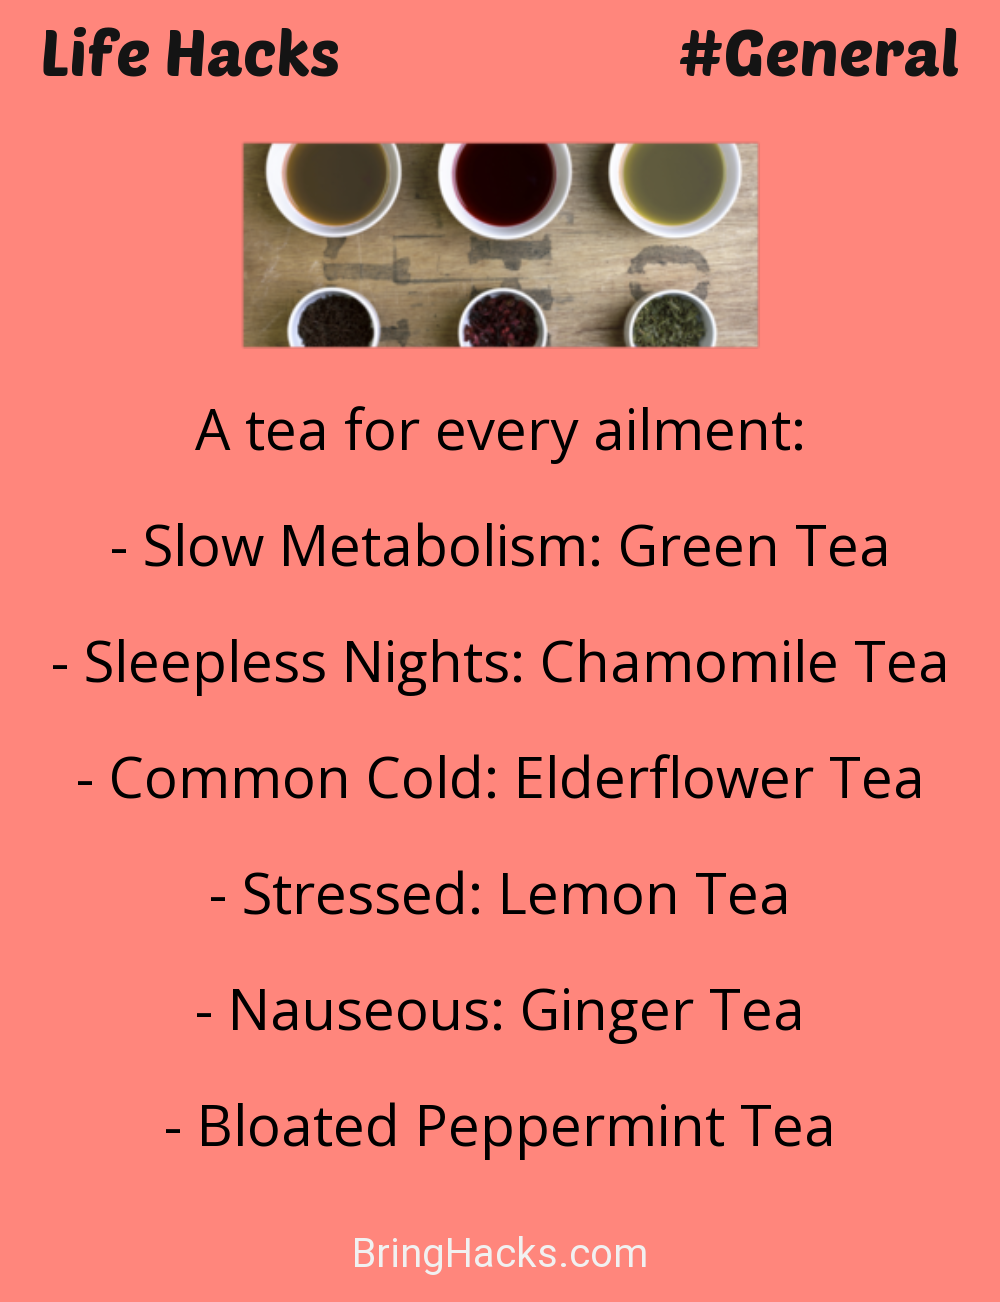 Life Hacks #General
A tea for every ailment:
- Slow Metabolism: Green Tea
- Sleepless Nights: Chamomile Tea
- Common Cold: Elderflower Tea
- Stressed: Lemon Tea
- Nauseous: Ginger Tea
- Bloated Peppermint Tea
BringHacks.com